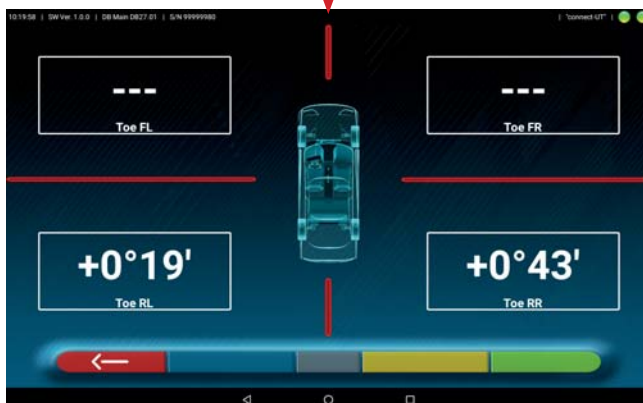 10:19:58 | SW Ver. 1.0.0 | DB Main DB27.01 | S/N 99999980 | "connect-UT" |
--- ---
Toe FL Toe FR
+0°19' +0°43'
Toe RL Toe RR